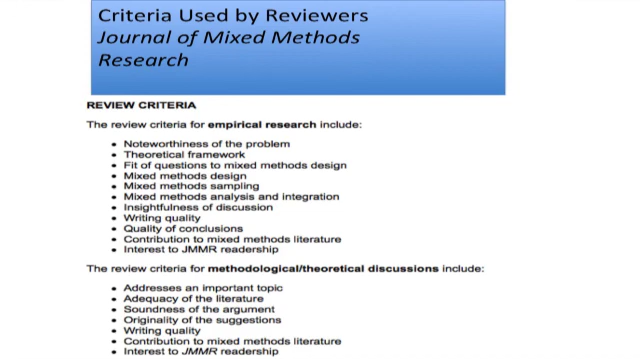 Criteria Used by Reviewers
Journal of Mixed Methods
Research
REVIEW CRITERIA
The review criteria for empirical research include:
• Noteworthiness of the problem
• Theoretical framework
• Fit of questions to mixed methods design
• Mixed methods design
• Mixed methods sampling
• Mixed methods analysis and integration
• Insightfulness of discussion
• Writing quality
• Quality of conclusions
• Contribution to mixed methods literature
• Interest to JMMR readership
The review criteria for methodological/theoretical discussions include:
• Addresses an important topic
• Adequacy of the literature
• Soundness of the argument
• Originality of the suggestions
• Writing quality
• Contribution to mixed methods literature
• Interest to JMMR readership